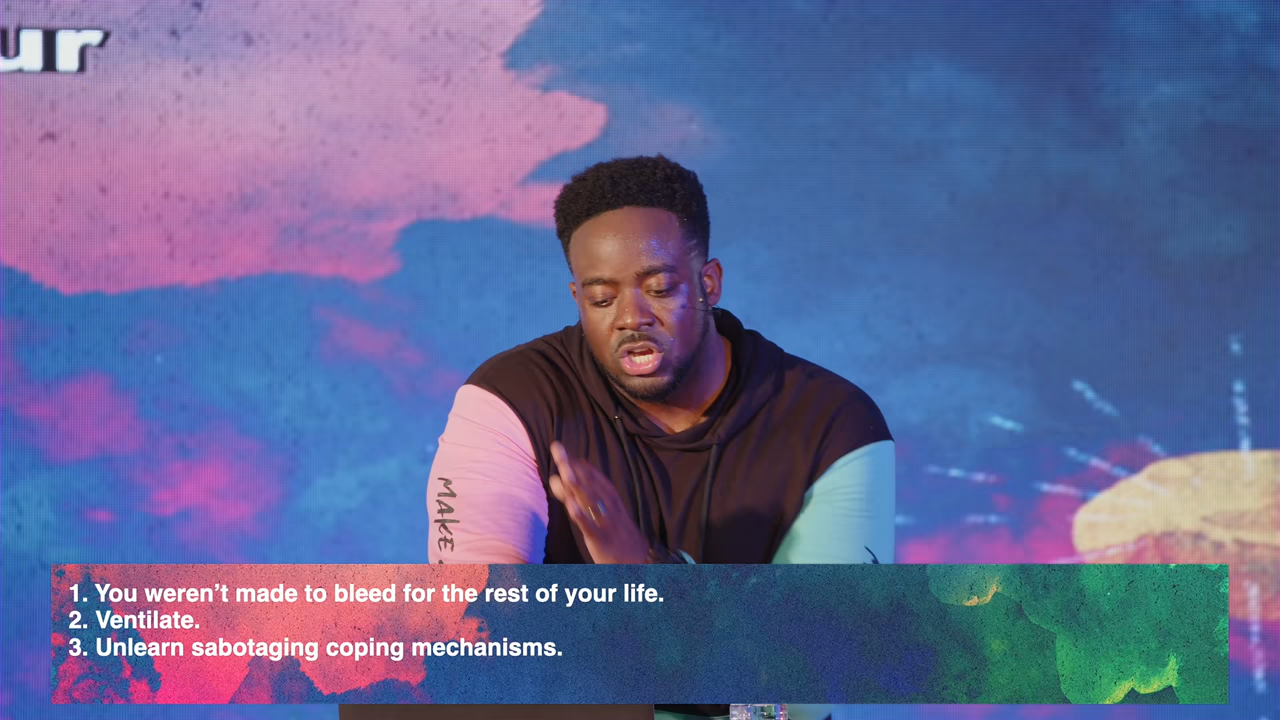 ur
MAKE
1. You weren’t made to bleed for the rest of your life.
2. Ventilate.
3. Unlearn sabotaging coping mechanisms.